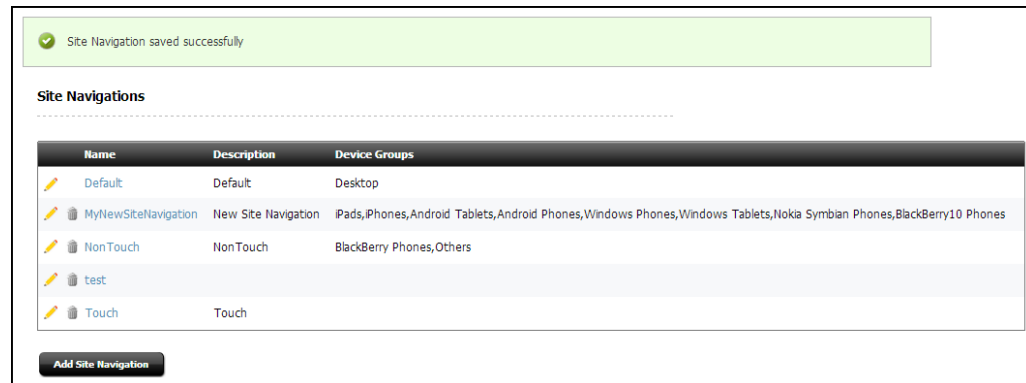 Site Navigation saved successfully
Site Navigations
Name Description Device Groups
Default Default Desktop
MyNewSiteNavigation New Site Navigation iPads,iPhones,Android Tablets,Android Phones,Windows Phones,Windows Tablets,Nokia Symbian Phones,BlackBerry10 Phones
NonTouch NonTouch BlackBerry Phones,Others
test
Touch Touch
Add Site Navigation